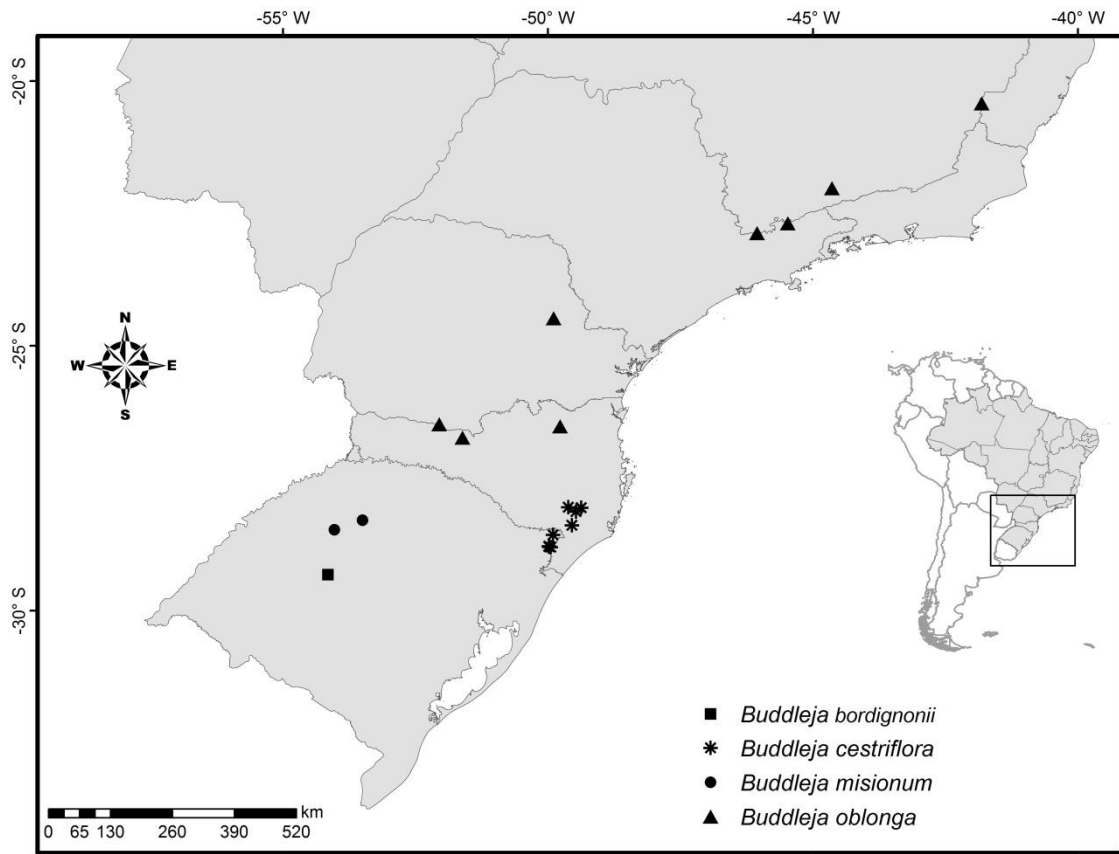 -55° W -50° W -45° W -40° W
-20° S
-25° S
-30° S
N
W E
S
Buddleja bordignonii
Buddleja cestriflora
Buddleja misionum
Buddleja oblonga
km
0 65 130 260 390 520